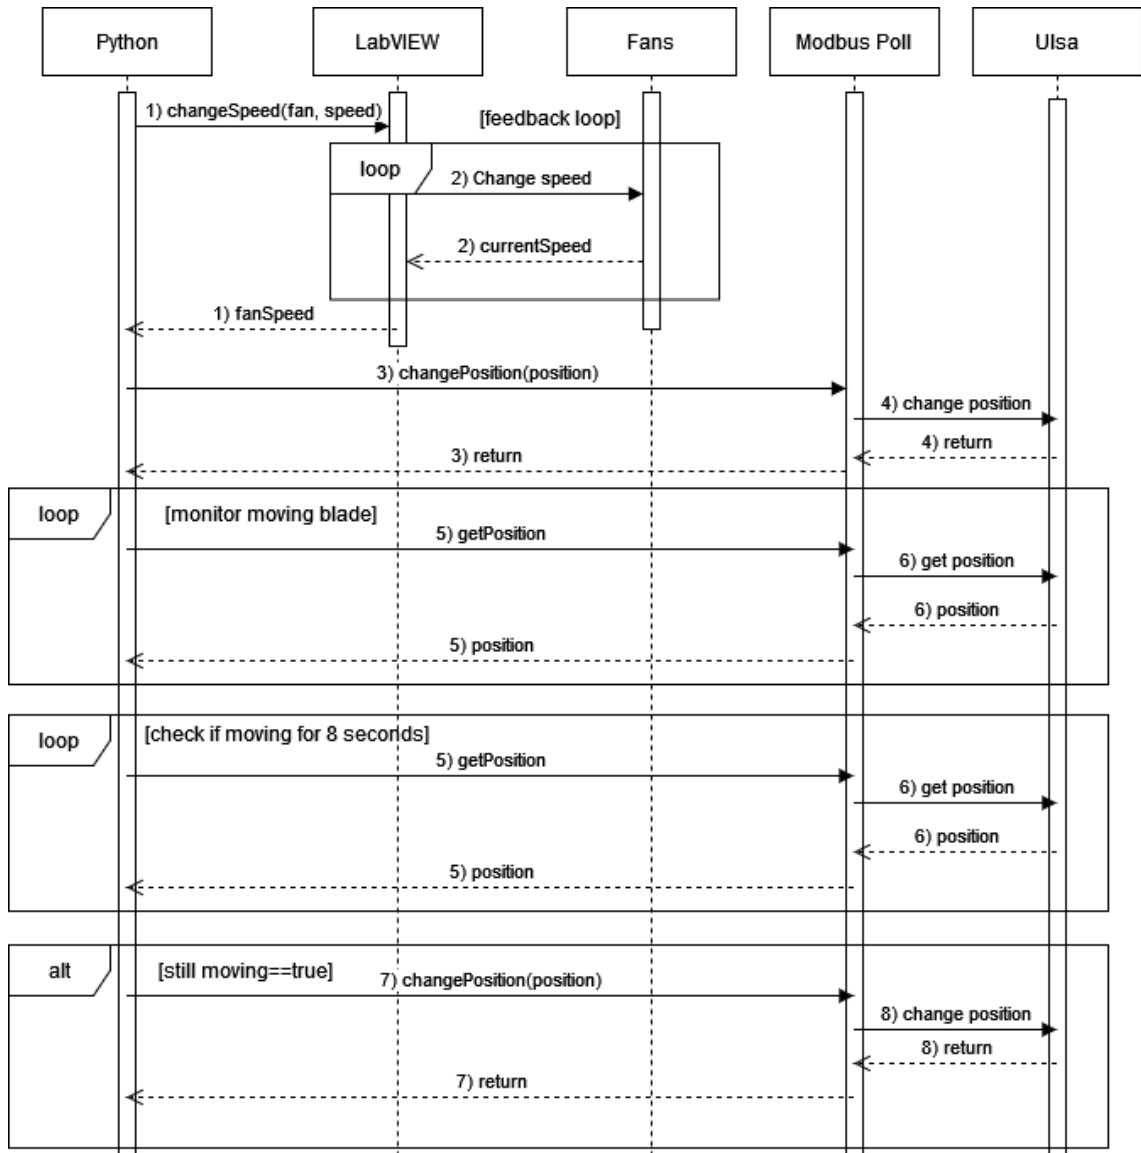 Python
LabVIEW
Fans
Modbus Poll
Ulsa
1) changeSpeed(fan, speed)
[feedback loop]
loop
2) Change speed
2) currentSpeed
1) fanSpeed
3) changePosition(position)
4) change position
4) return
3) return
loop
[monitor moving blade]
5) getPosition
6) get position
6) position
5) position
loop
[check if moving for 8 seconds]
5) getPosition
6) get position
6) position
5) position
alt
[still moving==true]
7) changePosition(position)
8) change position
8) return
7) return